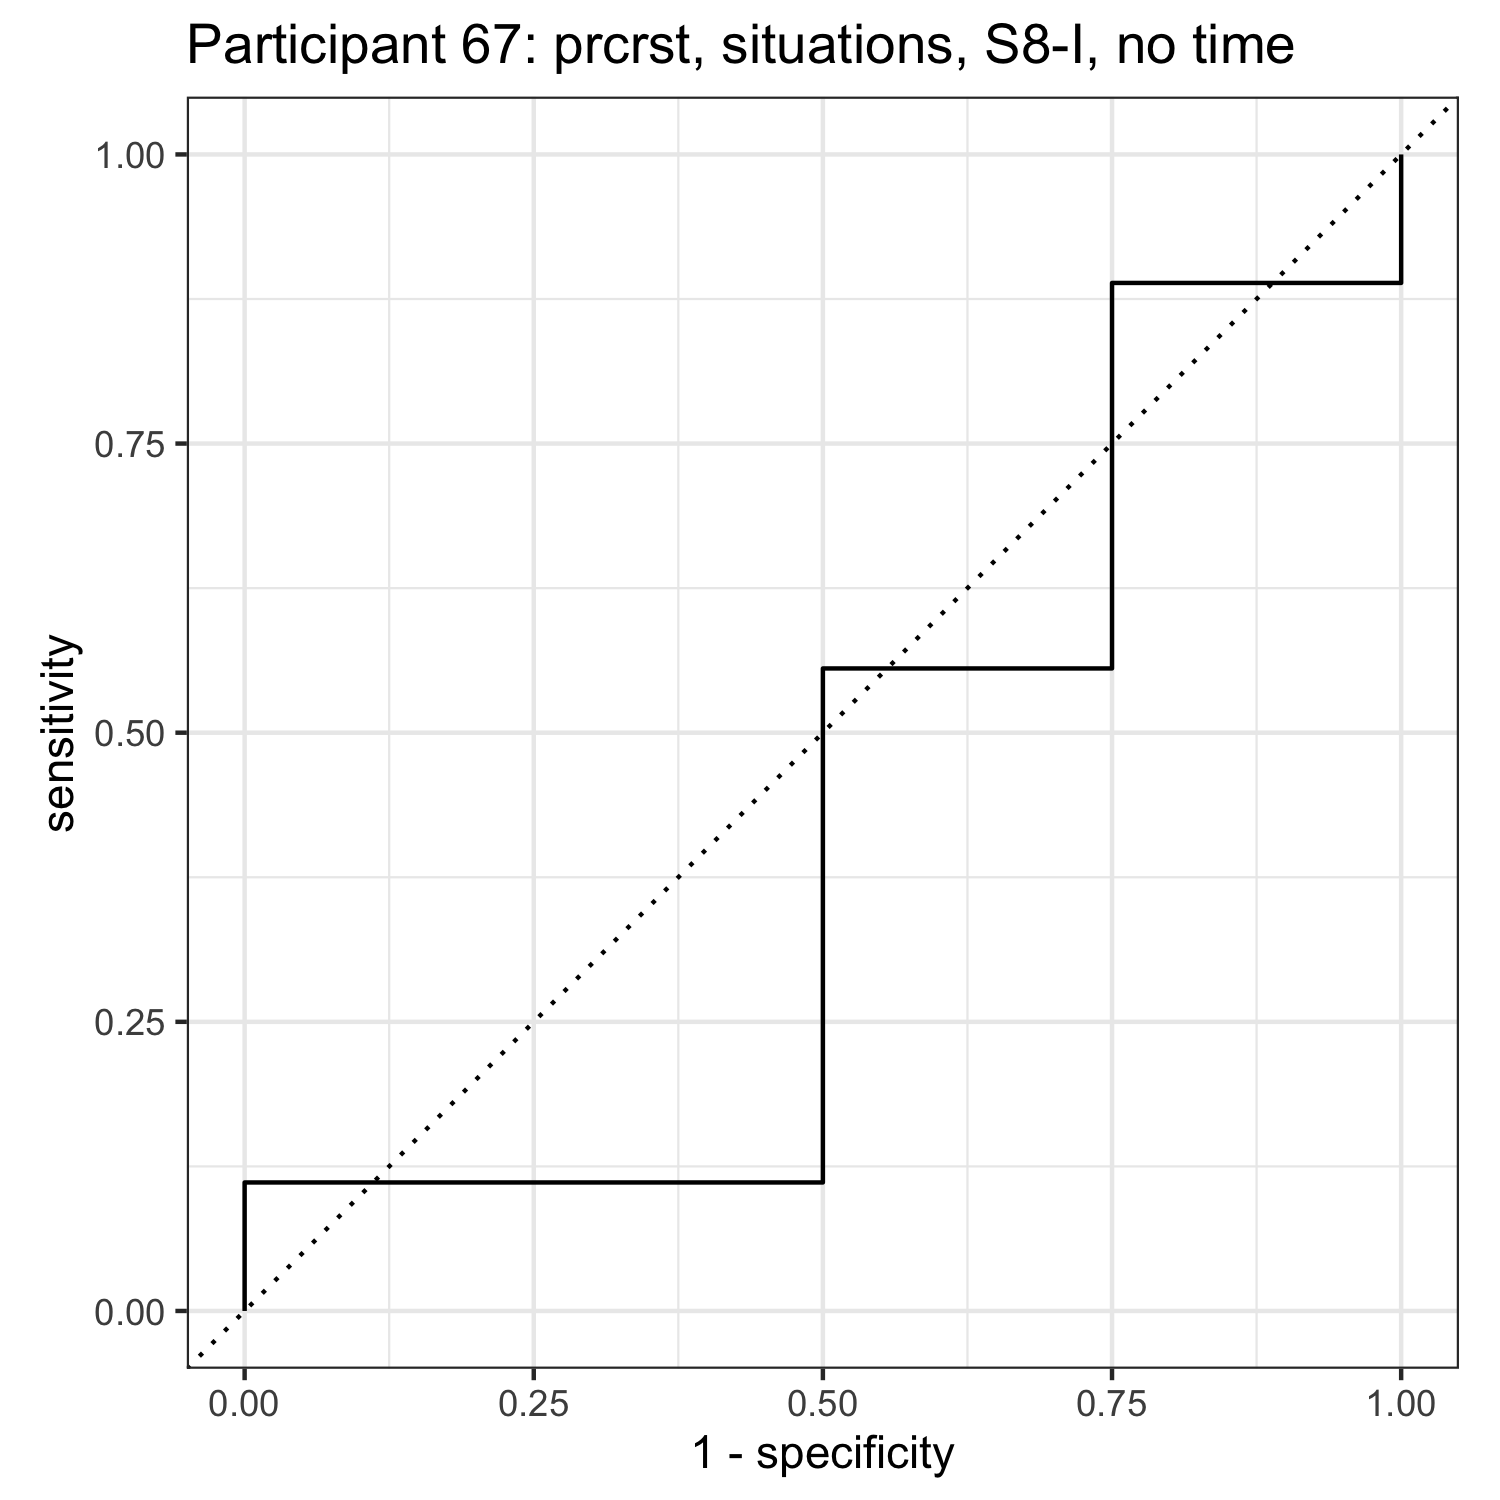 Participant 67: prcrst, situations, S8-I, no time
1.00
0.75
0.50
0.25
0.00
sensitivity
0.00 0.25 0.50 0.75 1.00
1 - specificity